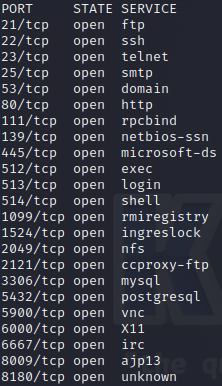 PORT     STATE SERVICE
21/tcp   open  ftp
22/tcp   open  ssh
23/tcp   open  telnet
25/tcp   open  smtp
53/tcp   open  domain
80/tcp   open  http
111/tcp  open  rpcbind
139/tcp  open  netbios-ssn
445/tcp  open  microsoft-ds
512/tcp  open  exec
513/tcp  open  login
514/tcp  open  shell
1099/tcp open  rmiregistry
1524/tcp open  ingreslock
2049/tcp open  nfs
2121/tcp open  ccproxy-ftp
3306/tcp open  mysql
5432/tcp open  postgresql
5900/tcp open  vnc
6000/tcp open  X11
6667/tcp open  irc
8009/tcp open  ajp13
8180/tcp open  unknown